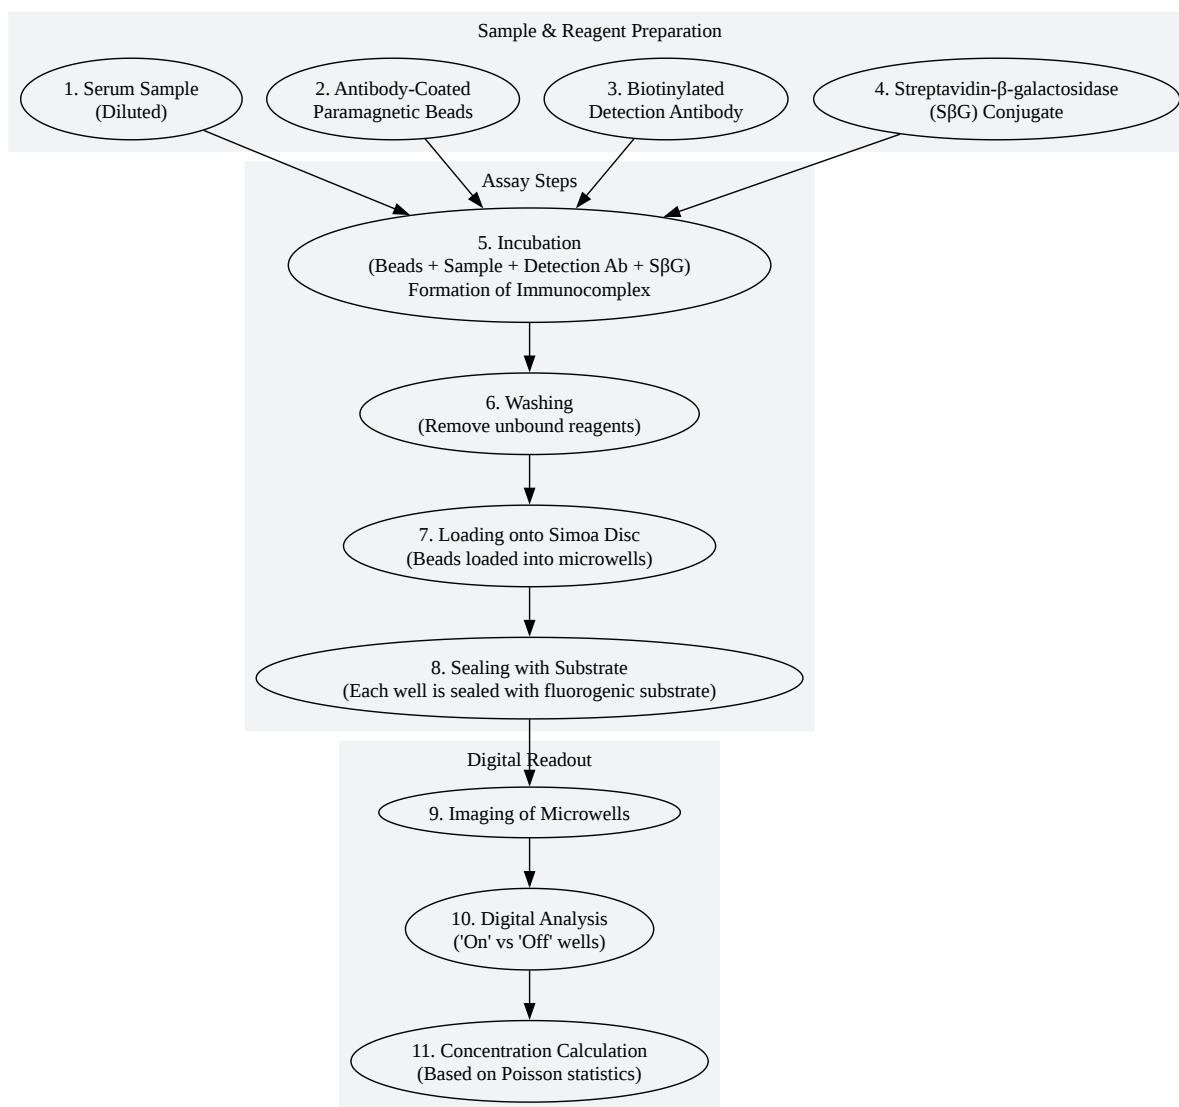 Sample & Reagent Preparation
1. Serum Sample
(Diluted)
2. Antibody-Coated
Paramagnetic Beads
3. Biotinylated
Detection Antibody
4. Streptavidin-β-galactosidase
(SβG) Conjugate
Assay Steps
5. Incubation
(Beads + Sample + Detection Ab + SβG)
Formation of Immunocomplex
6. Washing
(Remove unbound reagents)
7. Loading onto Simoa Disc
(Beads loaded into microwells)
8. Sealing with Substrate
(Each well is sealed with fluorogenic substrate)
Digital Readout
9. Imaging of Microwells
10. Digital Analysis
('On' vs 'Off' wells)
11. Concentration Calculation
(Based on Poisson statistics)